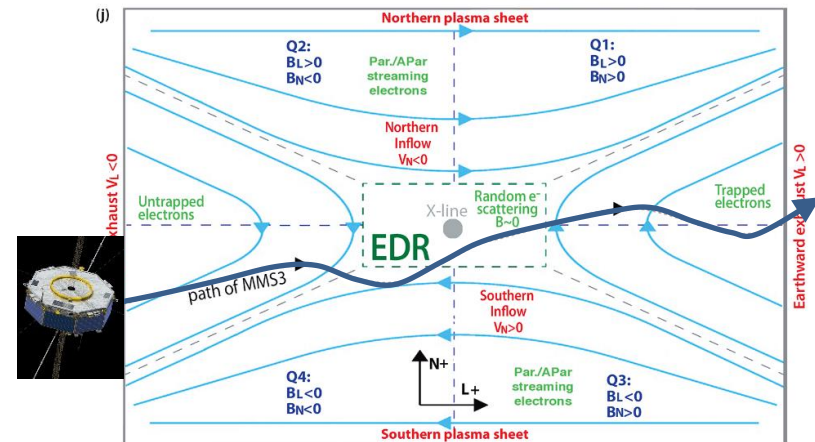 (j)
Northern plasma sheet
Q2:
BL>0
BN<0
Par./APar
streaming
electrons
Q1:
BL>0
BN>0
Northern
Inflow
VN<0
xhaust VL<0
Untrapped
electrons
X-line
Random e-
scattering
B~0
Trapped
electrons
EDR
path of MMS3
Southern
Inflow
VN>0
Earthward exhaust VL>0
Q4:
BL<0
BN<0
N+
L+
Par./APar
streaming
electrons
Q3:
BL<0
BN>0
Southern plasma sheet